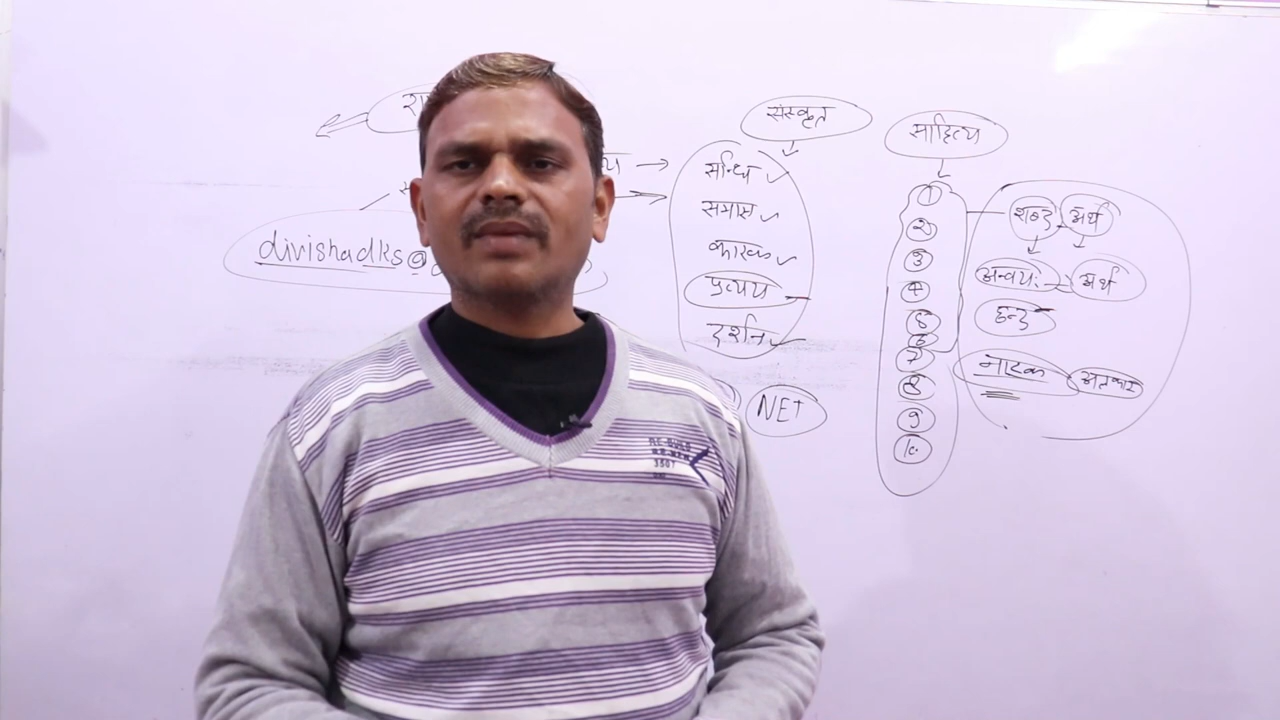 संस्कृत
सन्धि
समास
कारक
प्रत्यय
दर्शन
NET
साहित्य
1
2
3
4
5
6
7
8
9
10
शब्द अर्थ
अन्वयः अर्थ
छन्द
नाटक अलंकार
divishadks@
3507